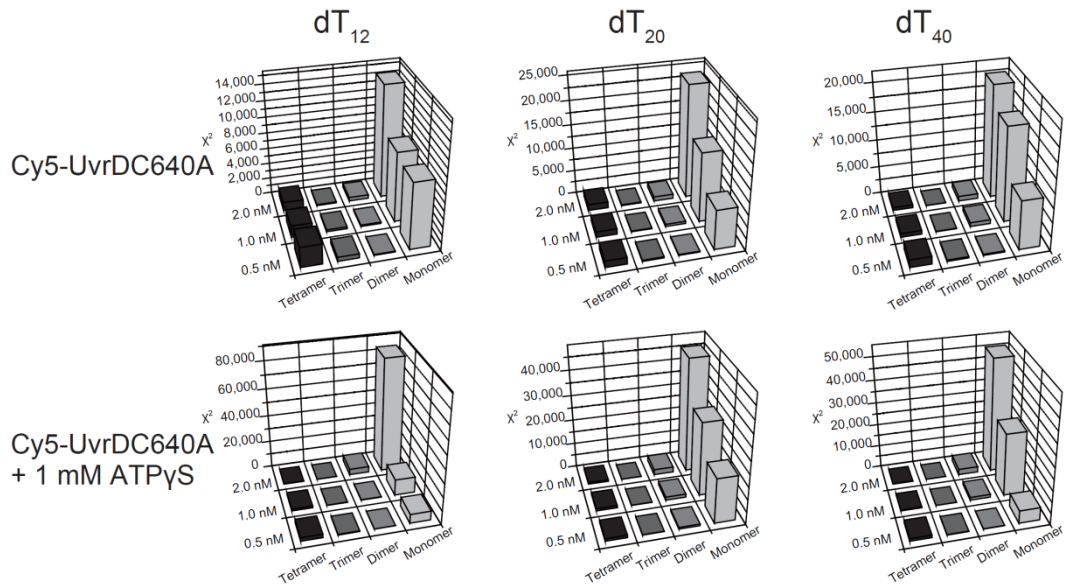 dT12
dT20
dT40
Cy5-UvrDC640A
14,000
12,000
10,000
8,000
6,000
4,000
2,000
0
χ²
2.0 nM
1.0 nM
0.5 nM
Tetramer
Trimer
Dimer
Monomer
25,000
20,000
15,000
10,000
5,000
0
χ²
2.0 nM
1.0 nM
0.5 nM
Tetramer
Trimer
Dimer
Monomer
20,000
15,000
10,000
5,000
0
χ²
2.0 nM
1.0 nM
0.5 nM
Tetramer
Trimer
Dimer
Monomer
Cy5-UvrDC640A
+ 1 mM ATPγS
80,000
60,000
40,000
20,000
0
χ²
2.0 nM
1.0 nM
0.5 nM
Tetramer
Trimer
Dimer
Monomer
40,000
30,000
20,000
10,000
0
χ²
2.0 nM
1.0 nM
0.5 nM
Tetramer
Trimer
Dimer
Monomer
50,000
40,000
30,000
20,000
10,000
0
χ²
2.0 nM
1.0 nM
0.5 nM
Tetramer
Trimer
Dimer
Monomer